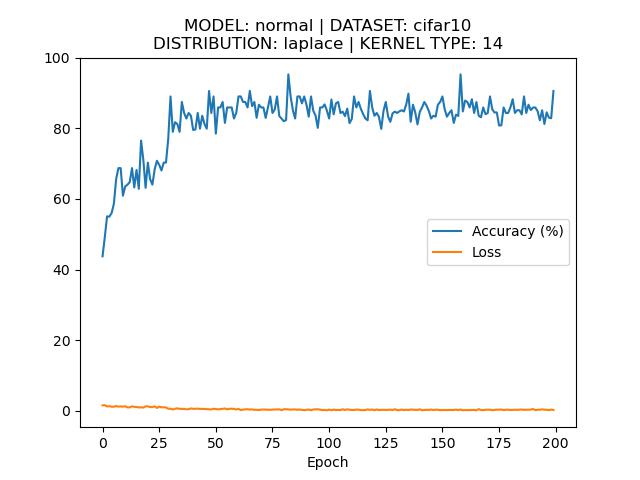 MODEL: normal | DATASET: cifar10
DISTRIBUTION: laplace | KERNEL TYPE: 14
100
80
60
40
20
0
Accuracy (%)
Loss
0 25 50 75 100 125 150 175 200
Epoch